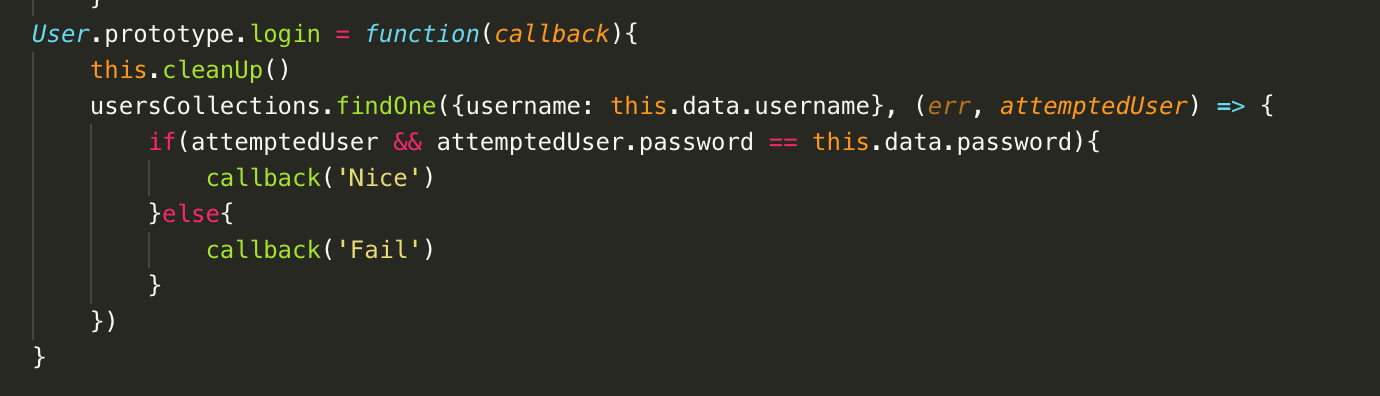 }
User.prototype.login = function(callback){
    this.cleanUp()
    usersCollections.findOne({username: this.data.username}, (err, attemptedUser) => {
        if(attemptedUser && attemptedUser.password == this.data.password){
            callback('Nice')
        }else{
            callback('Fail')
        }
    })
}